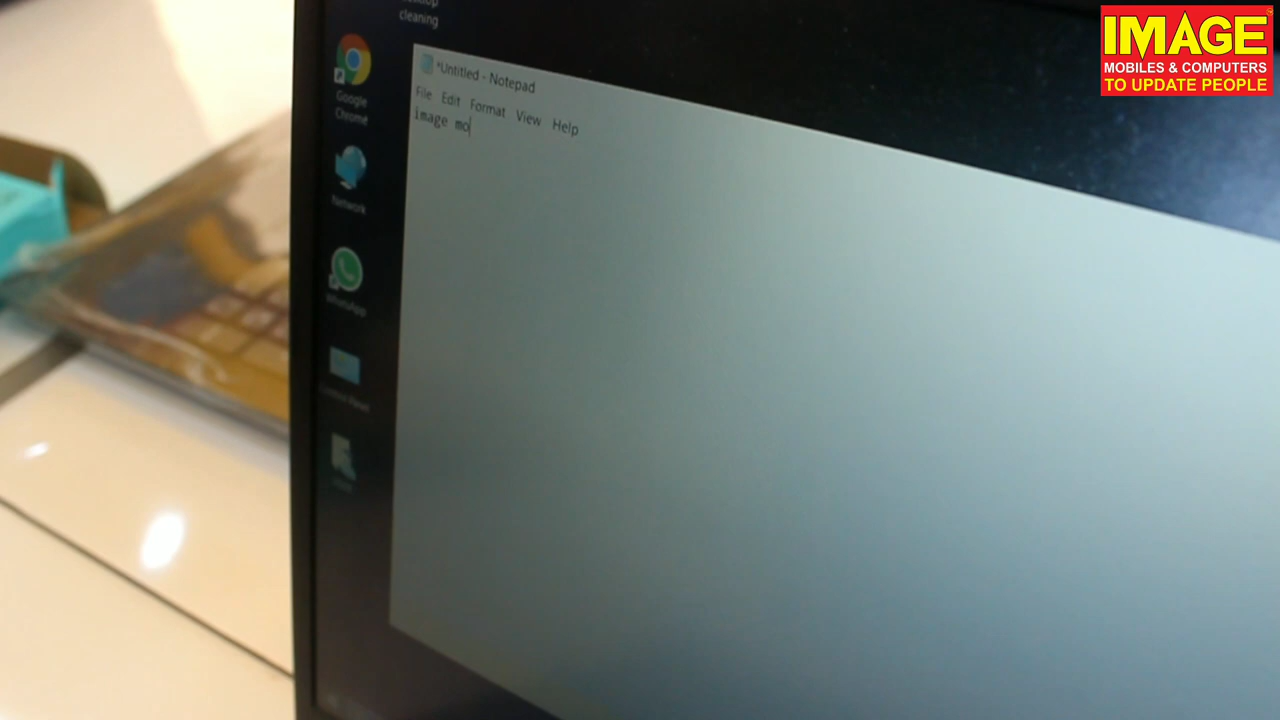 cleaning
Google
Chrome
Network
WhatsApp
*Untitled - Notepad
File Edit Format View Help
image mo
IMAGE
MOBILES & COMPUTERS
TO UPDATE PEOPLE